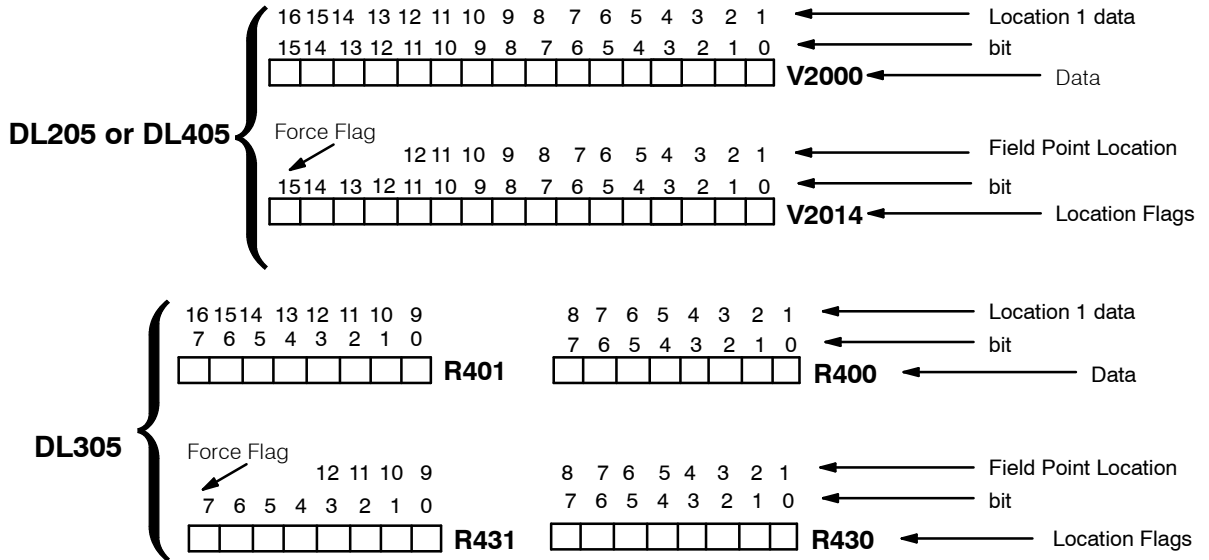 16 15 14 13 12 11 10 9 8 7 6 5 4 3 2 1 Location 1 data
15 14 13 12 11 10 9 8 7 6 5 4 3 2 1 0 bit
V2000 Data
DL205 or DL405
Force Flag
12 11 10 9 8 7 6 5 4 3 2 1 Field Point Location
15 14 13 12 11 10 9 8 7 6 5 4 3 2 1 0 bit
V2014 Location Flags
16 15 14 13 12 11 10 9 8 7 6 5 4 3 2 1 Location 1 data
7 6 5 4 3 2 1 0 7 6 5 4 3 2 1 0 bit
R401 R400 Data
DL305
Force Flag
12 11 10 9 8 7 6 5 4 3 2 1 Field Point Location
7 6 5 4 3 2 1 0 7 6 5 4 3 2 1 0 bit
R431 R430 Location Flags